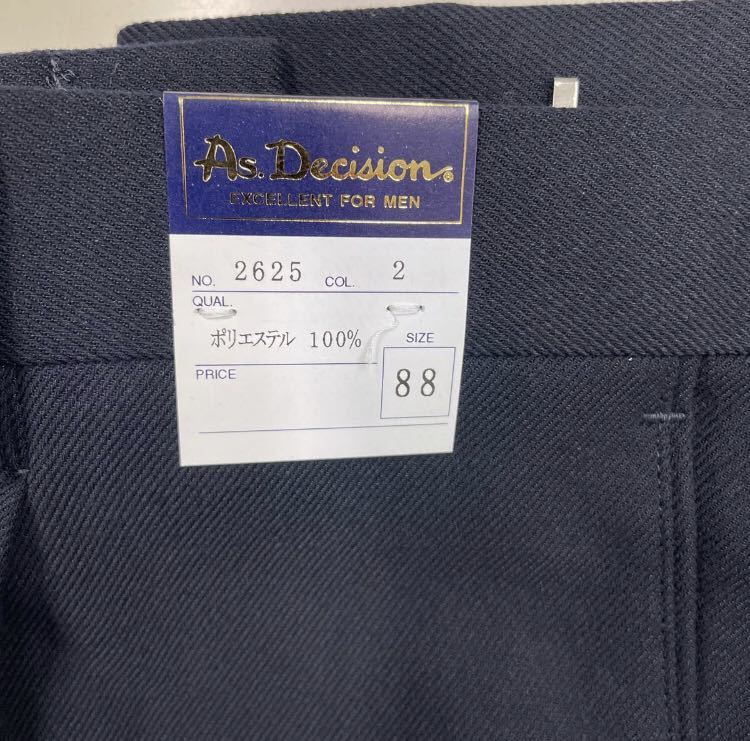 As. Decision®
EXCELLENT FOR MEN
NO. 2625 COL. 2
QUAL.
ポリエステル 100%
SIZE
PRICE
88